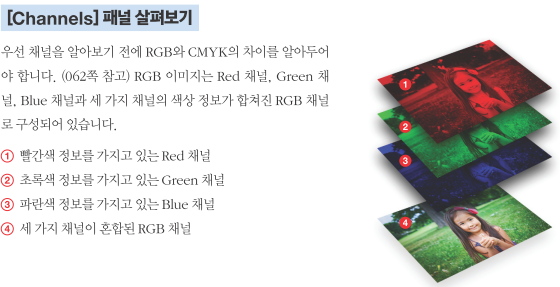 [Channels] 패널 살펴보기
우선 채널을 알아보기 전에 RGB와 CMYK의 차이를 알아두어
야 합니다. (062쪽 참고) RGB 이미지는 Red 채널, Green 채
널, Blue 채널과 세 가지 채널의 색상 정보가 합쳐진 RGB 채널
로 구성되어 있습니다.
① 빨간색 정보를 가지고 있는 Red 채널
② 초록색 정보를 가지고 있는 Green 채널
③ 파란색 정보를 가지고 있는 Blue 채널
④ 세 가지 채널이 혼합된 RGB 채널
1
2
3
4